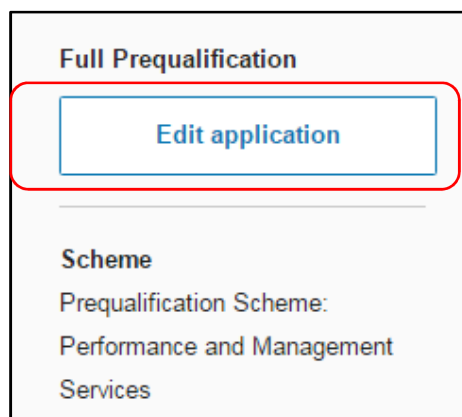 Full Prequalification
Edit application
Scheme
Prequalification Scheme:
Performance and Management
Services